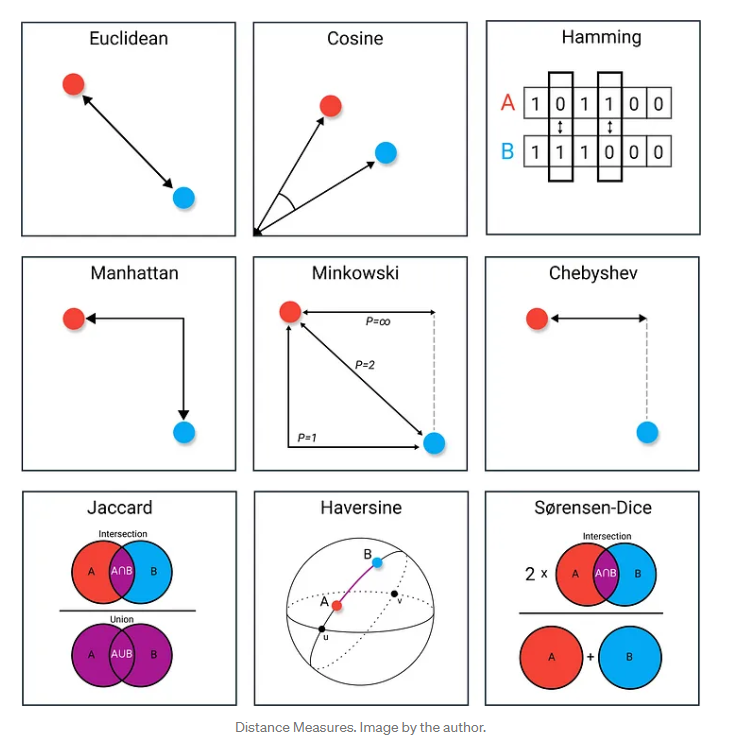 Euclidean
Cosine
Hamming
A 1 0 1 1 0 0
B 1 1 1 0 0 0
Manhattan
Minkowski
P=∞
P=2
P=1
Chebyshev
Jaccard
Intersection
A A∩B B
Union
A A∪B B
Haversine
B
A
v
u
Sørensen-Dice
Intersection
2 x A A∩B B
A + B
Distance Measures. Image by the author.